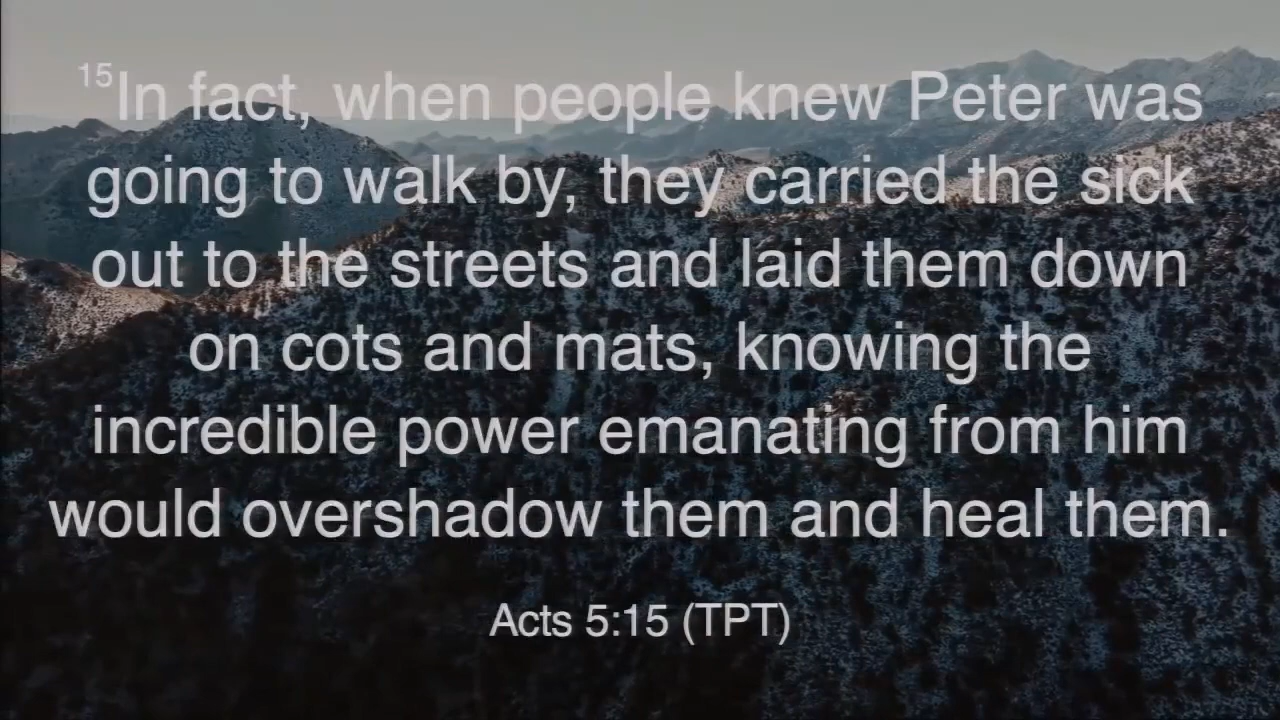 15In fact, when people knew Peter was
going to walk by, they carried the sick
out to the streets and laid them down
on cots and mats, knowing the
incredible power emanating from him
would overshadow them and heal them.
Acts 5:15 (TPT)